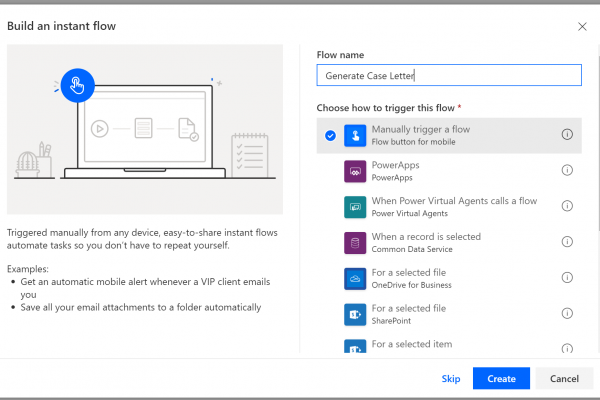 Build an instant flow
Triggered manually from any device, easy-to-share instant flows
automate tasks so you don't have to repeat yourself.
Examples:
• Get an automatic mobile alert whenever a VIP client emails
you
• Save all your email attachments to a folder automatically
Flow name
Generate Case Letter
Choose how to trigger this flow *
Manually trigger a flow
Flow button for mobile
PowerApps
PowerApps
When Power Virtual Agents calls a flow
Power Virtual Agents
When a record is selected
Common Data Service
For a selected file
OneDrive for Business
For a selected file
SharePoint
For a selected item
Skip
Create
Cancel